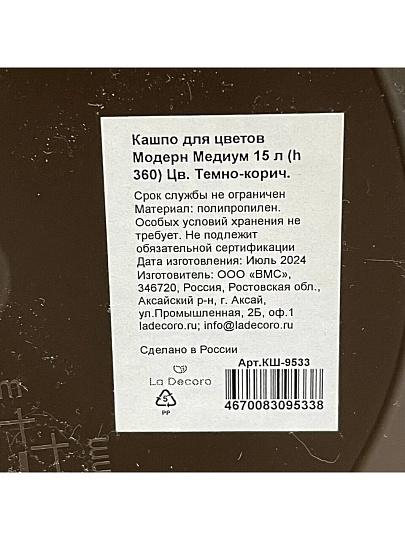 Кашпо для цветов
Модерн Медиум 15 л (h
360) Цв. Темно-корич.
Срок службы не ограничен
Материал: полипропилен.
Особых условий хранения не
требует. Не подлежит
обязательной сертификации
Дата изготовления: Июль 2024
Изготовитель: ООО «ВМС»,
346720, Россия, Ростовская обл.,
Аксайский р-н, г. Аксай,
ул.Промышленная, 2Б, оф.1
ladecoro.ru; info@ladecoro.ru
Сделано в России
Арт.КШ-9533
La Decoro
5
PP
4670083095338
mm